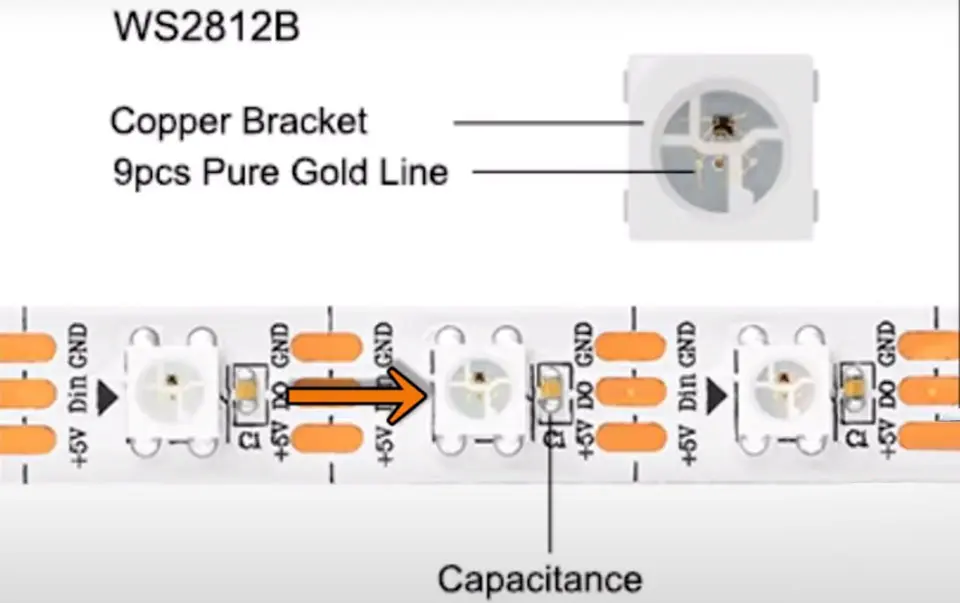 WS2812B
Copper Bracket
9pcs Pure Gold Line
GND
Din
+5V
C1
GND
DO
+5V
GND
+5V
C1
GND
DO
+5V
GND
Din
+5V
C1
GND
DO
+5V
Capacitance